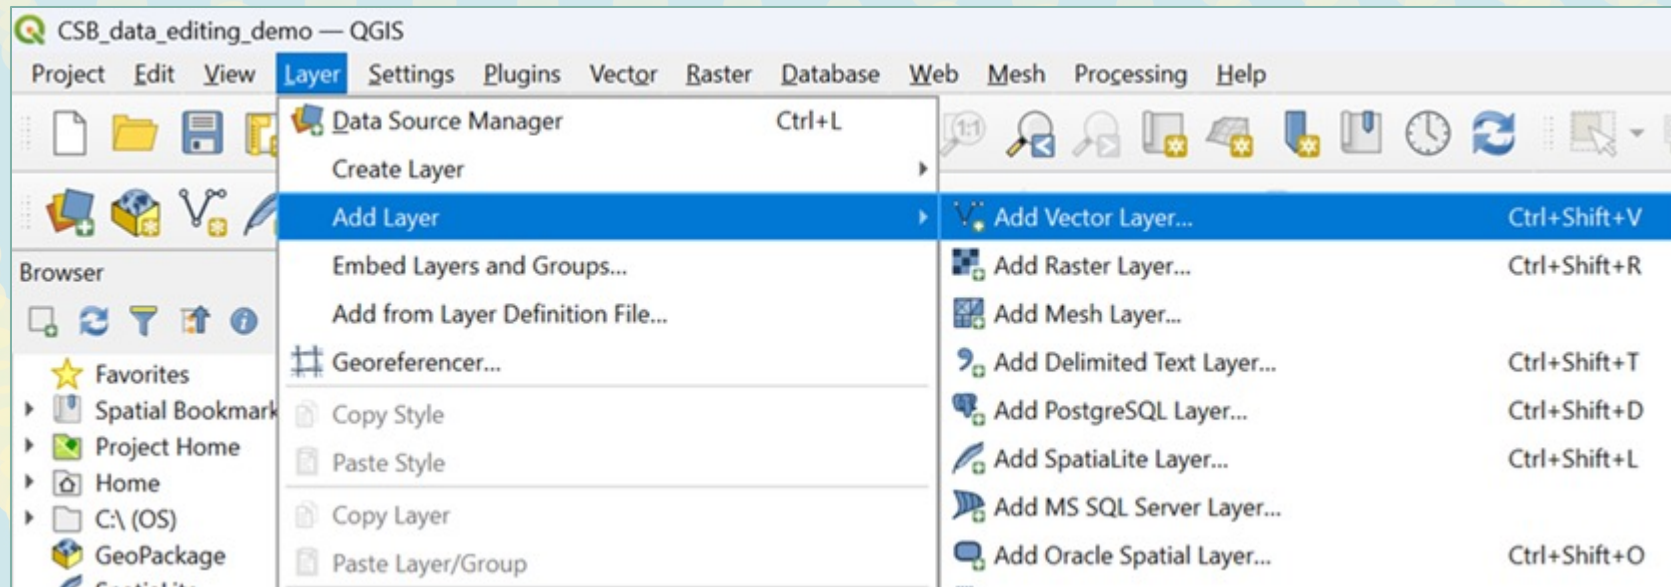 CSB_data_editing_demo — QGIS
Project Edit View Layer Settings Plugins Vector Raster Database Web Mesh Processing Help
Data Source Manager Ctrl+L
1:1
Create Layer
Add Layer
Add Vector Layer... Ctrl+Shift+V
Browser
Embed Layers and Groups...
Add Raster Layer... Ctrl+Shift+R
Add from Layer Definition File...
Add Mesh Layer...
Georeferencer...
Add Delimited Text Layer... Ctrl+Shift+T
Favorites
Spatial Bookmark
Copy Style
Add PostgreSQL Layer... Ctrl+Shift+D
Project Home
Paste Style
Add SpatiaLite Layer... Ctrl+Shift+L
Home
C:\ (OS)
Copy Layer
Add MS SQL Server Layer...
GeoPackage
Paste Layer/Group
Add Oracle Spatial Layer... Ctrl+Shift+O